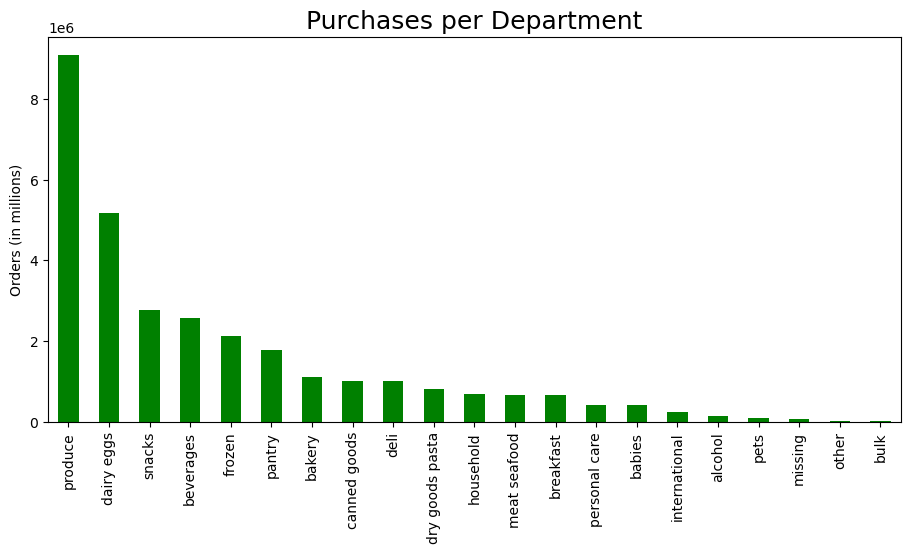 Purchases per Department
1e6
8
6
4
2
0
Orders (in millions)
produce
dairy eggs
snacks
beverages
frozen
pantry
bakery
canned goods
deli
dry goods pasta
household
meat seafood
breakfast
personal care
babies
international
alcohol
pets
missing
other
bulk